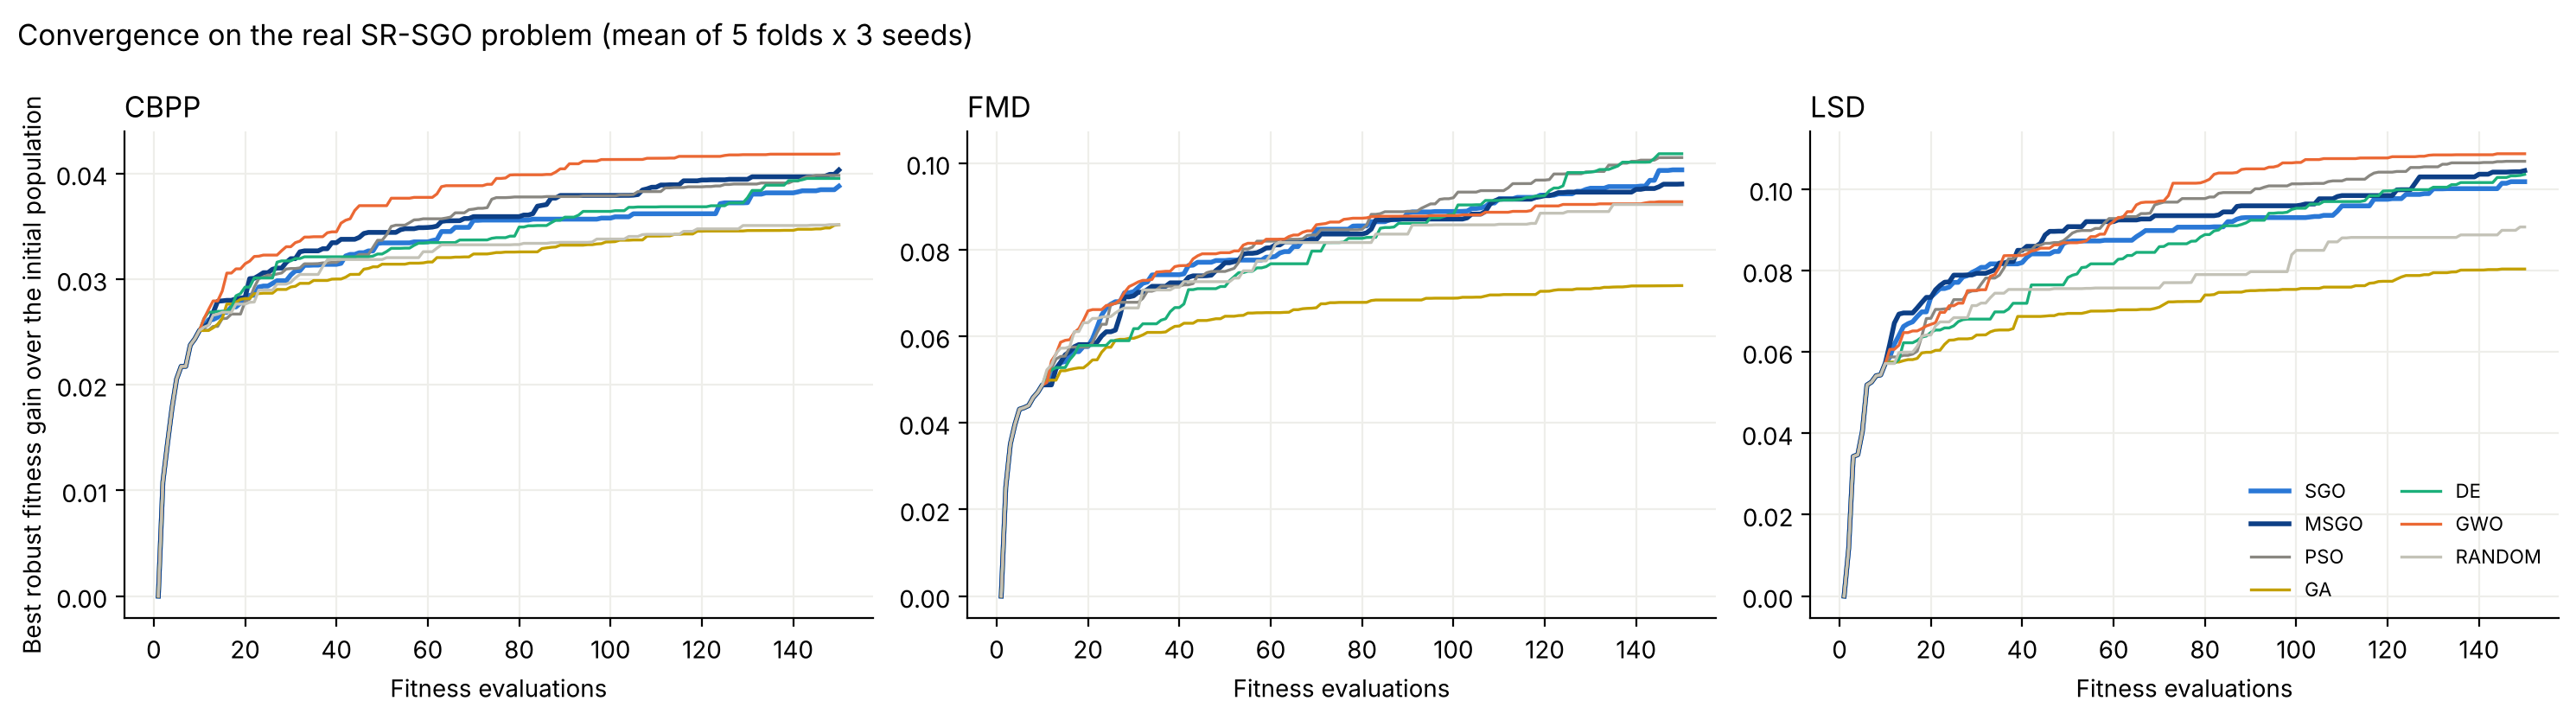 Convergence on the real SR-SGO problem (mean of 5 folds x 3 seeds)
Best robust fitness gain over the initial population
CBPP
0.04
0.03
0.02
0.01
0.00
0 20 40 60 80 100 120 140
Fitness evaluations
FMD
0.10
0.08
0.06
0.04
0.02
0.00
0 20 40 60 80 100 120 140
Fitness evaluations
LSD
0.10
0.08
0.06
0.04
0.02
0.00
0 20 40 60 80 100 120 140
Fitness evaluations
SGO
MSGO
PSO
GA
DE
GWO
RANDOM